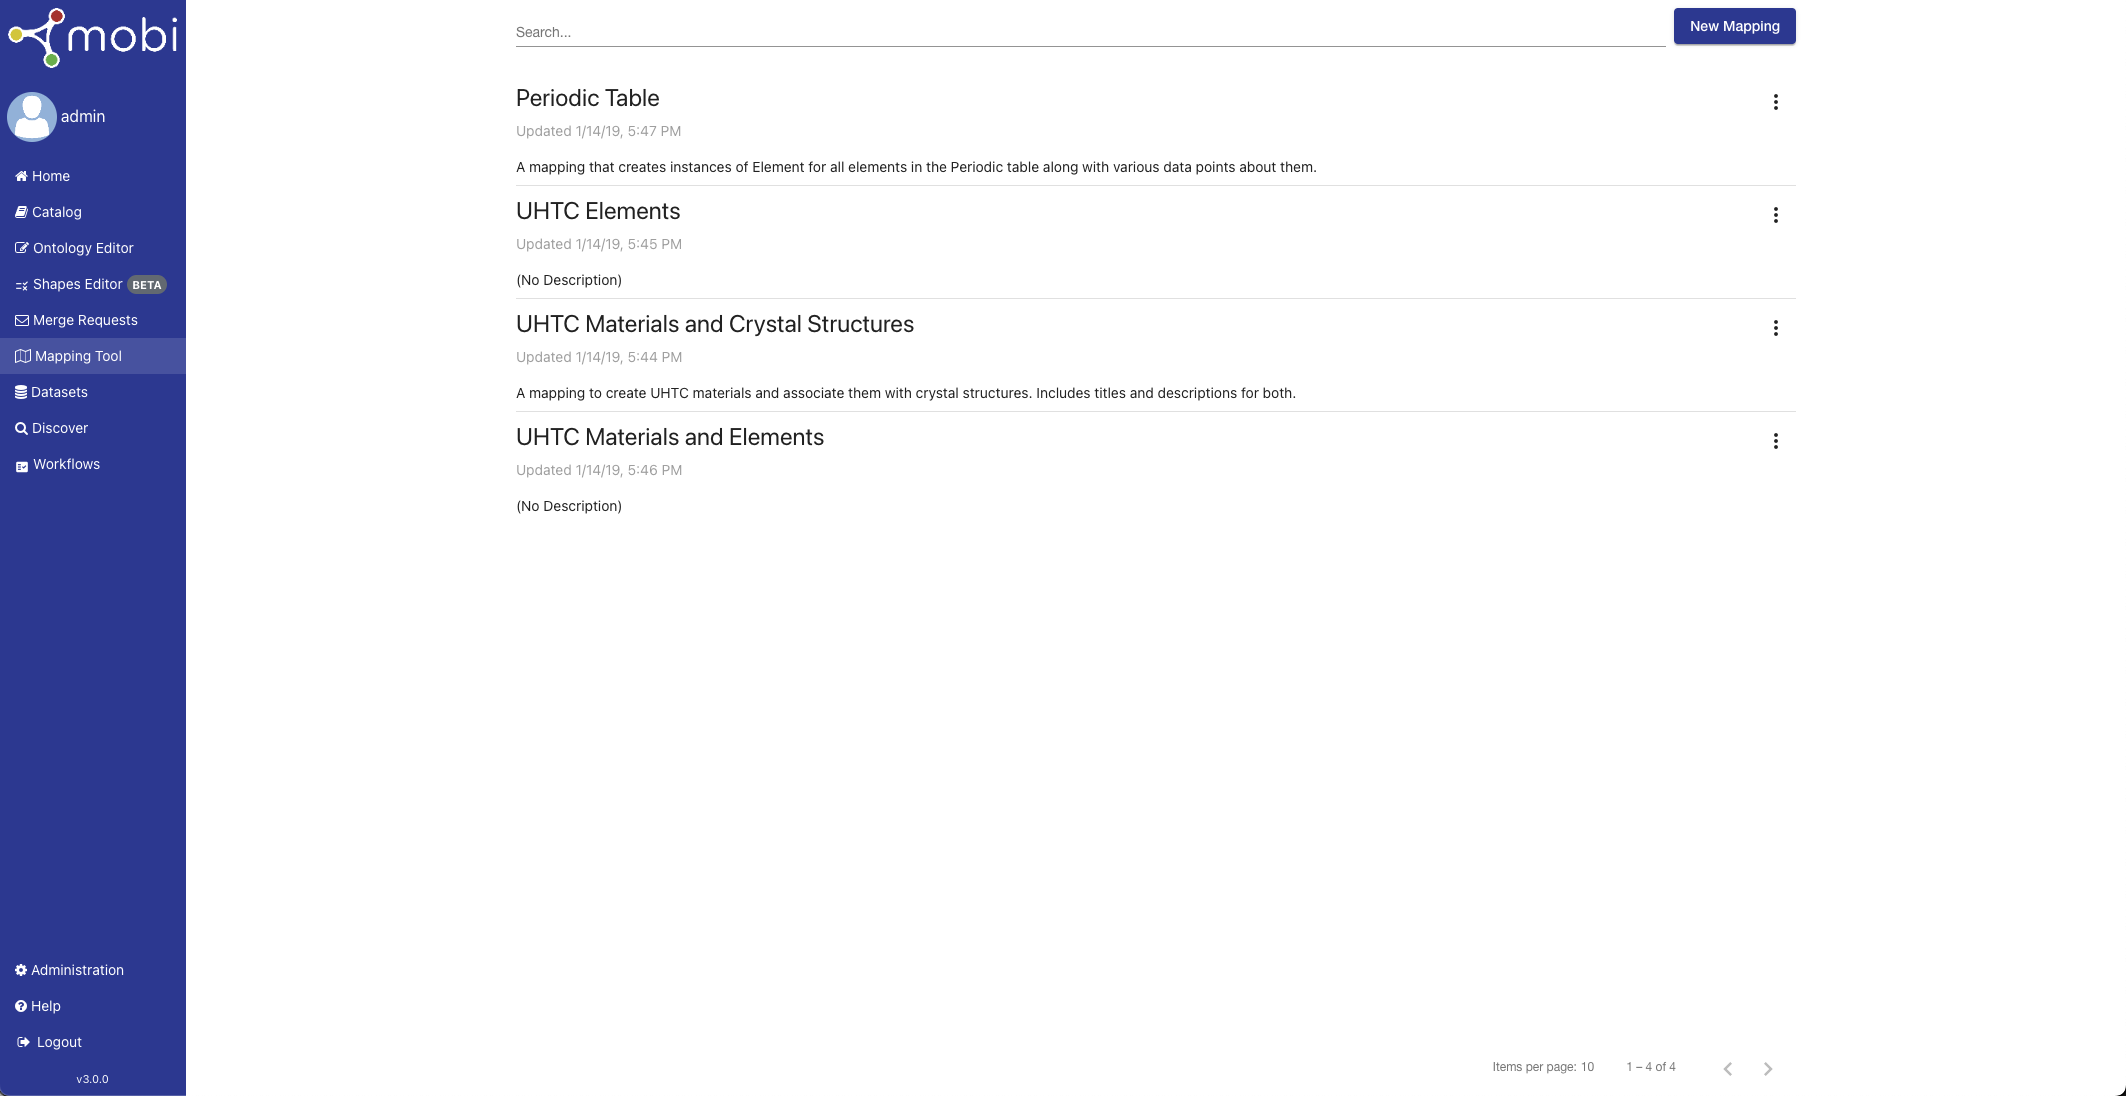 mobi
admin
Home
Catalog
Ontology Editor
Shapes Editor BETA
Merge Requests
Mapping Tool
Datasets
Discover
Workflows
Administration
Help
Logout
v3.0.0
Search...
New Mapping
Periodic Table
Updated 1/14/19, 5:47 PM
A mapping that creates instances of Element for all elements in the Periodic table along with various data points about them.
UHTC Elements
Updated 1/14/19, 5:45 PM
(No Description)
UHTC Materials and Crystal Structures
Updated 1/14/19, 5:44 PM
A mapping to create UHTC materials and associate them with crystal structures. Includes titles and descriptions for both.
UHTC Materials and Elements
Updated 1/14/19, 5:46 PM
(No Description)
Items per page: 10 1 – 4 of 4